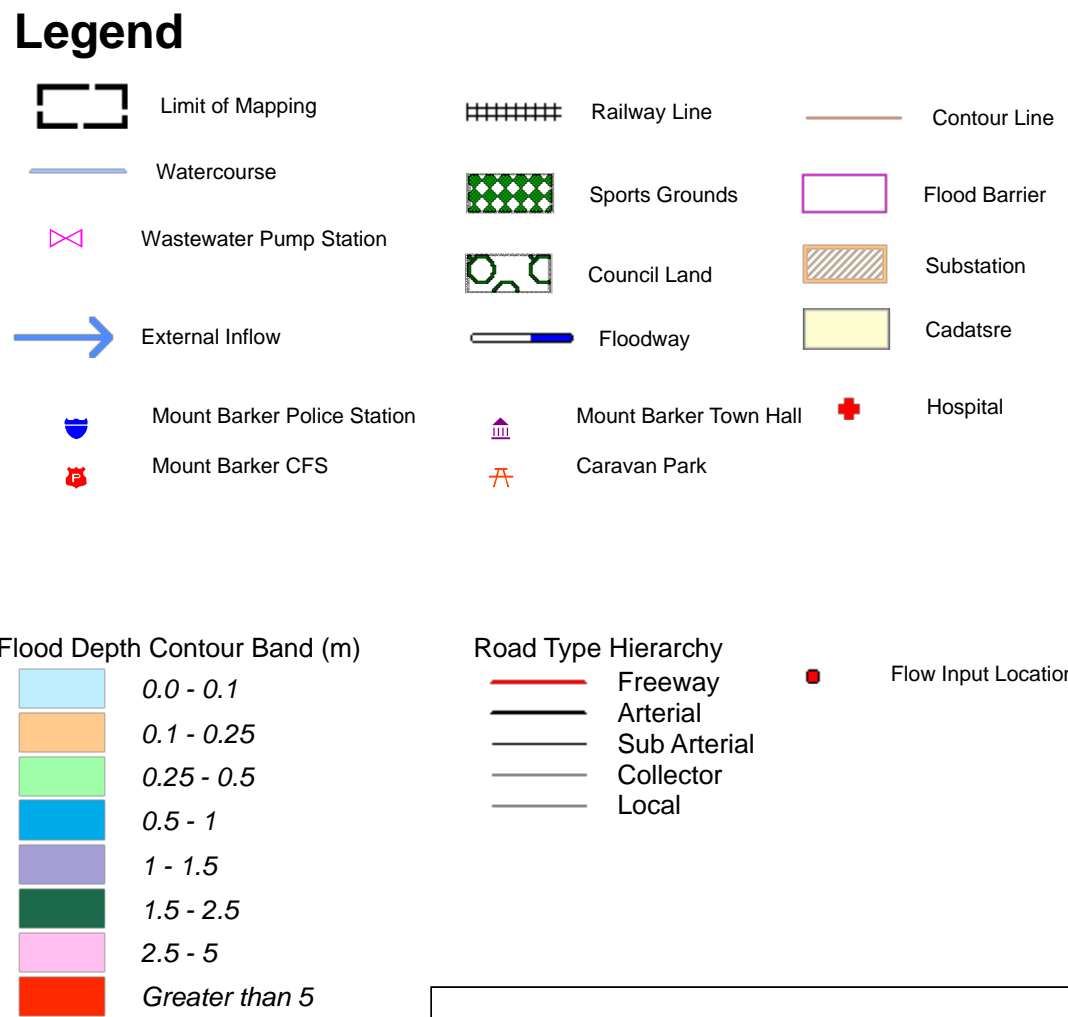 Legend
Limit of Mapping
Railway Line
Contour Line
Watercourse
Sports Grounds
Flood Barrier
Wastewater Pump Station
Council Land
Substation
External Inflow
Floodway
Cadatsre
Mount Barker Police Station
Mount Barker Town Hall
Hospital
Mount Barker CFS
Caravan Park
Flood Depth Contour Band (m)
0.0 - 0.1
0.1 - 0.25
0.25 - 0.5
0.5 - 1
1 - 1.5
1.5 - 2.5
2.5 - 5
Greater than 5
Road Type Hierarchy
Freeway
Arterial
Sub Arterial
Collector
Local
Flow Input Location